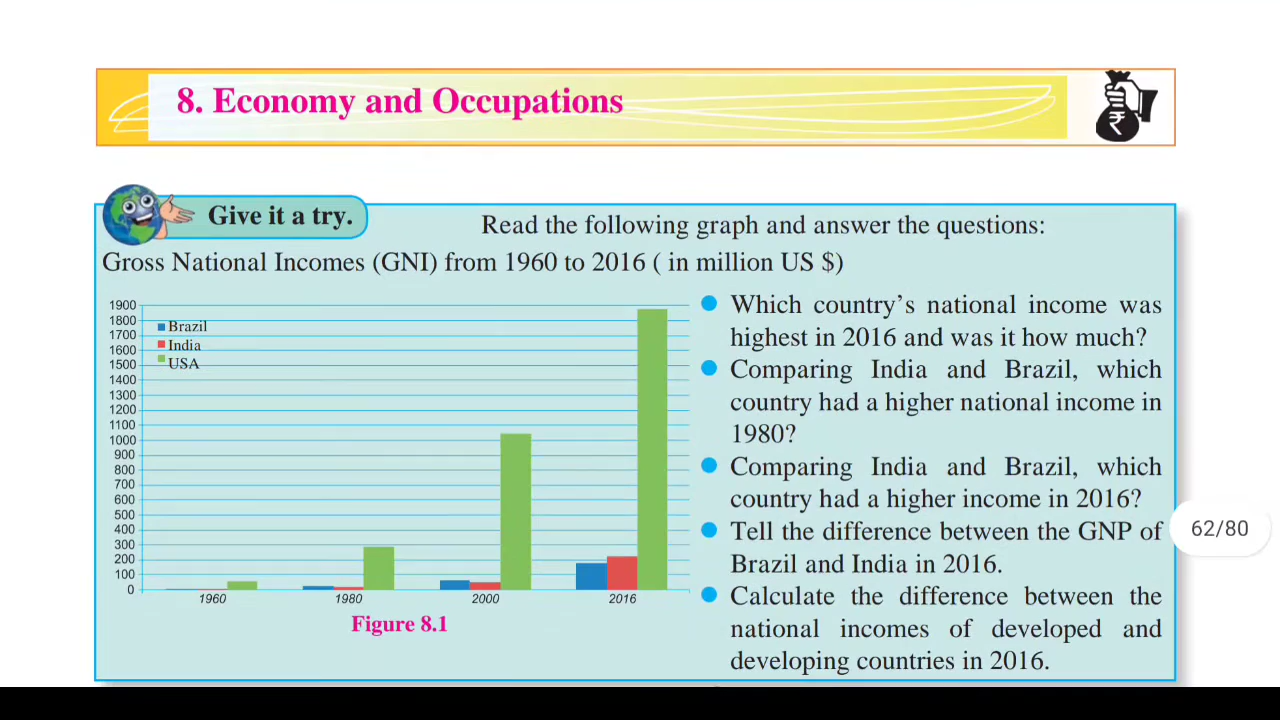 8. Economy and Occupations
₹
Give it a try.
Read the following graph and answer the questions:
Gross National Incomes (GNI) from 1960 to 2016 ( in million US $)
1900
1800
1700
1600
1500
1400
1300
1200
1100
1000
900
800
700
600
500
400
300
200
100
0
Brazil
India
USA
1960 1980 2000 2016
Figure 8.1
Which country’s national income was
highest in 2016 and was it how much?
Comparing India and Brazil, which
country had a higher national income in
1980?
Comparing India and Brazil, which
country had a higher income in 2016?
Tell the difference between the GNP of
Brazil and India in 2016.
Calculate the difference between the
national incomes of developed and
developing countries in 2016.
62/80